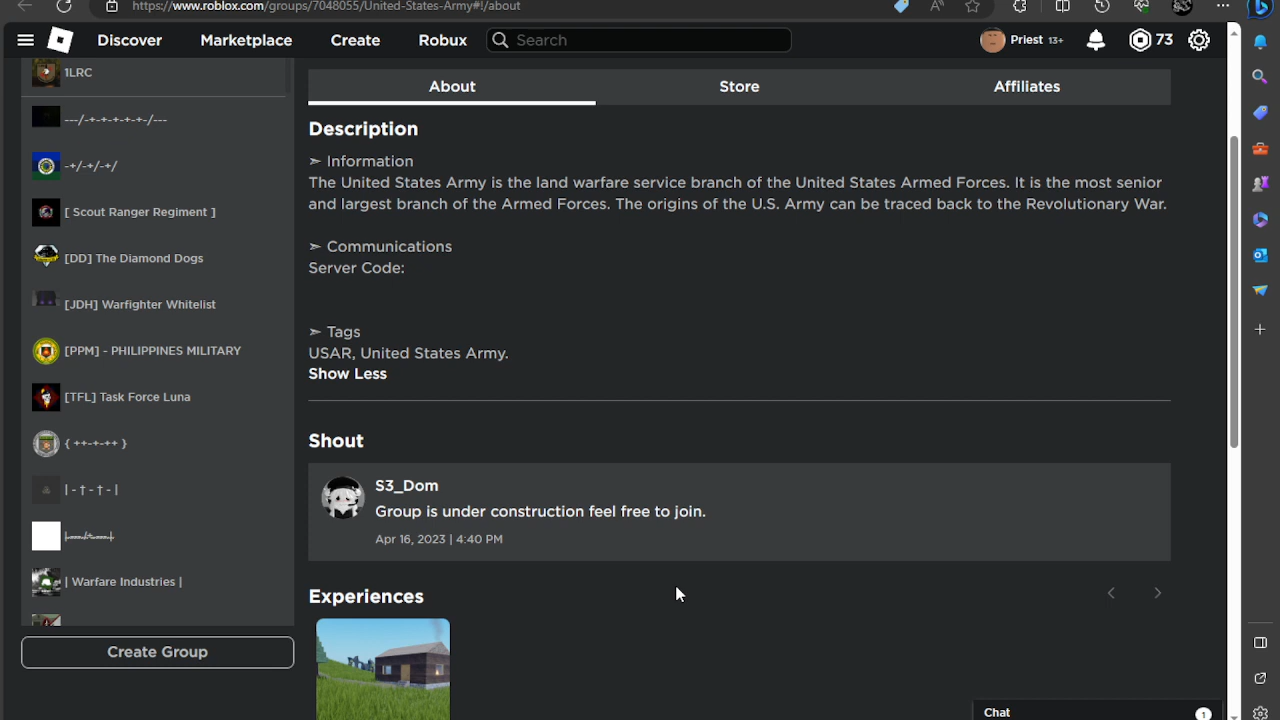 https://www.roblox.com/groups/7048055/United-States-Army#!/about
Discover
Marketplace
Create
Robux
Search
Priest 13+
73
1LRC
---/-+-+-+-+-+-/---
-+/-+/-+/
[ Scout Ranger Regiment ]
[DD] The Diamond Dogs
[JDH] Warfighter Whitelist
[PPM] - PHILIPPINES MILITARY
[TFL] Task Force Luna
{ ++-+-++ }
| - † - † - |
| Warfare Industries |
Create Group
About
Store
Affiliates
Description
➣ Information
The United States Army is the land warfare service branch of the United States Armed Forces. It is the most senior
and largest branch of the Armed Forces. The origins of the U.S. Army can be traced back to the Revolutionary War.
➣ Communications
Server Code:
➣ Tags
USAR, United States Army.
Show Less
Shout
S3_Dom
Group is under construction feel free to join.
Apr 16, 2023 | 4:40 PM
Experiences
Chat
1